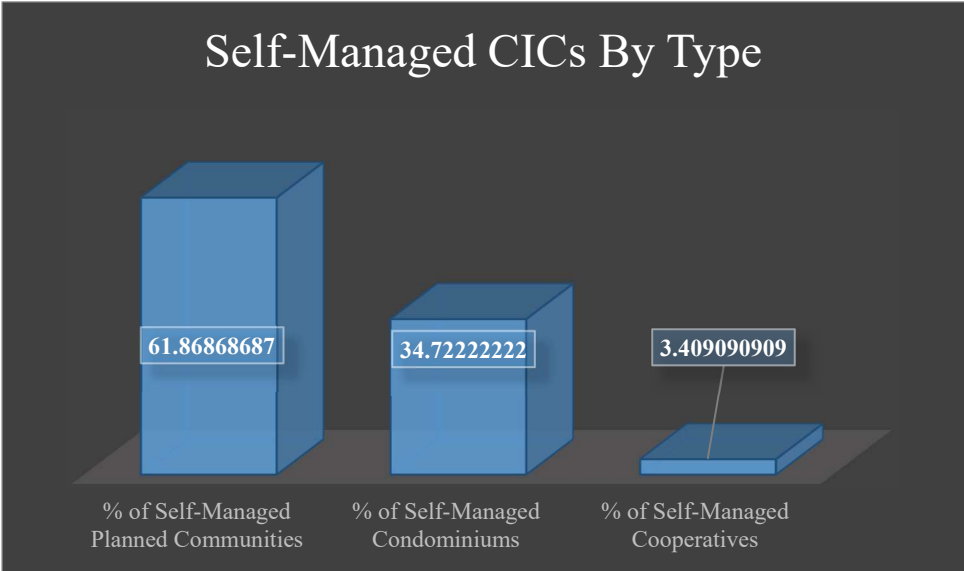 Self-Managed CICs By Type
61.86868687
34.72222222
3.409090909
% of Self-Managed
Planned Communities
% of Self-Managed
Condominiums
% of Self-Managed
Cooperatives